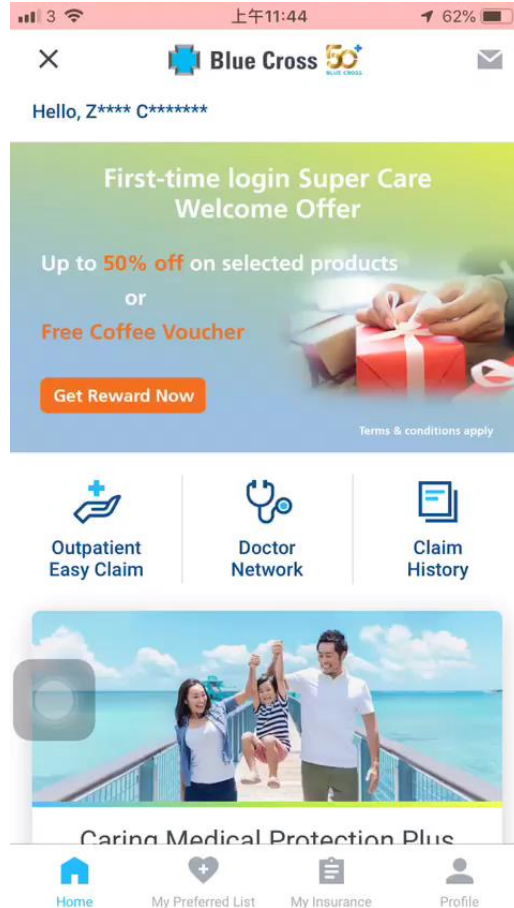 3 上午11:44 62%
Blue Cross 50+
BLUE CROSS
Hello, Z**** C*******
First-time login Super Care
Welcome Offer
Up to 50% off on selected products
or
Free Coffee Voucher
Get Reward Now
Terms & conditions apply
Outpatient
Easy Claim
Doctor
Network
Claim
History
Caring Medical Protection Plus
Home
My Preferred List
My Insurance
Profile